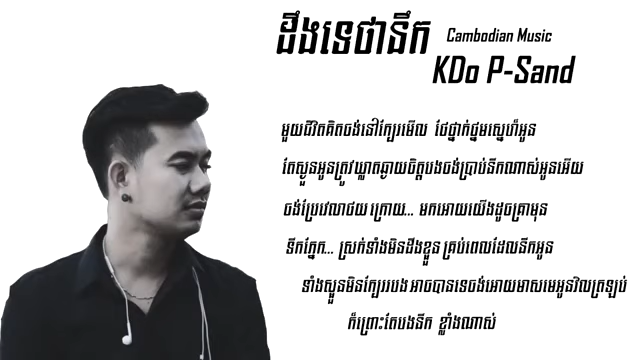 ដឹងទេថានឹក
Cambodian Music
KDo P-Sand
មួយជីវិតគិតចង់នៅក្បែរមើល ថែថ្នាក់ថ្នមស្នេហ៍អូន
តែស្ងួនអូនត្រូវឃ្លាតឆ្ងាយចិត្តបងចង់ប្រាប់នឹកណាស់អូនអើយ
ចង់ប្រែវេលាថយ ក្រោយ... មកអោយយើងដូចគ្រាមុន
ទឹកភ្នែក... ស្រក់ទាំងមិនដឹងខ្លួន គ្រប់ពេលដែលនឹកអូន
ទាំងស្ងួនមិនក្បែរបង អាចបានទេចង់អោយមាសមេអូនវិលត្រឡប់
ក៏ព្រោះតែបងនឹក ខ្លាំងណាស់